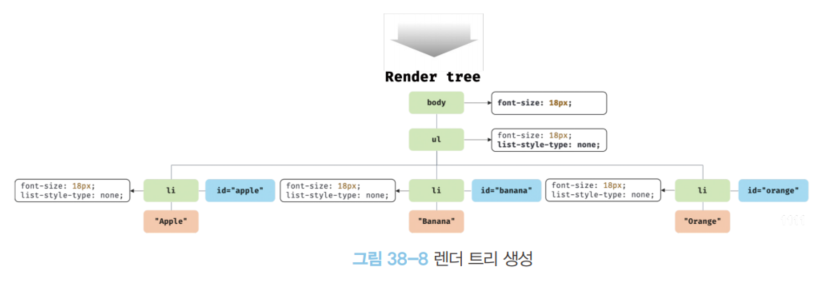 Render tree
body
font-size: 18px;
ul
font-size: 18px;
list-style-type: none;
font-size: 18px;
list-style-type: none;
li
id="apple"
font-size: 18px;
list-style-type: none;
li
id="banana"
font-size: 18px;
list-style-type: none;
li
id="orange"
"Apple"
"Banana"
"Orange"
그림 38-8 렌더 트리 생성